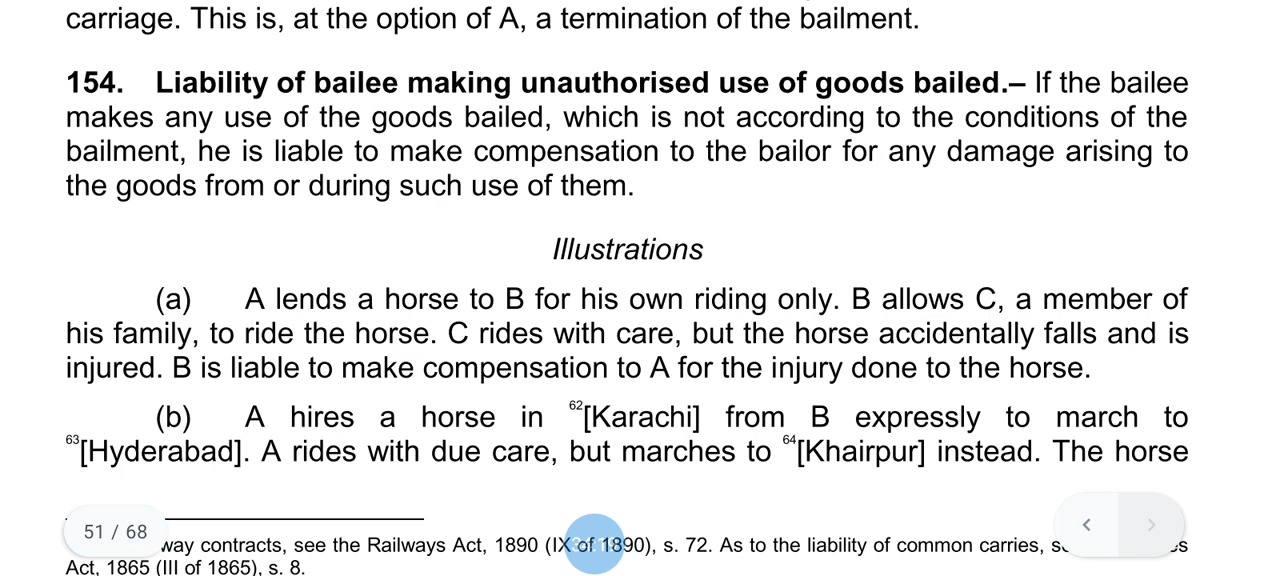 carriage. This is, at the option of A, a termination of the bailment.
154. Liability of bailee making unauthorised use of goods bailed.– If the bailee
makes any use of the goods bailed, which is not according to the conditions of the
bailment, he is liable to make compensation to the bailor for any damage arising to
the goods from or during such use of them.
Illustrations
(a) A lends a horse to B for his own riding only. B allows C, a member of
his family, to ride the horse. C rides with care, but the horse accidentally falls and is
injured. B is liable to make compensation to A for the injury done to the horse.
(b) A hires a horse in 62[Karachi] from B expressly to march to
63[Hyderabad]. A rides with due care, but marches to 64[Khairpur] instead. The horse
51 / 68
way contracts, see the Railways Act, 1890 (IX of 1890), s. 72. As to the liability of common carries,
Act, 1865 (III of 1865), s. 8.